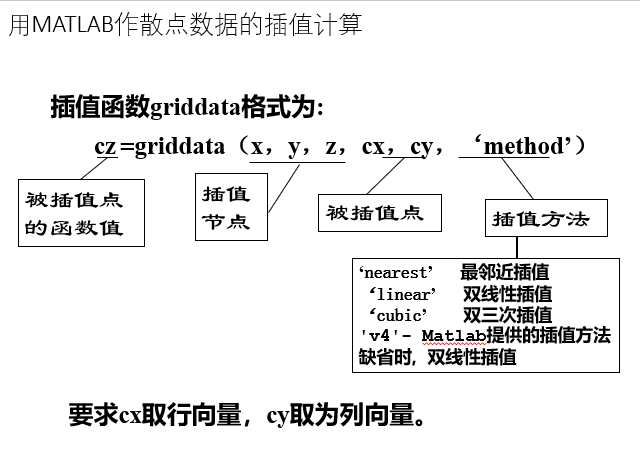 用MATLAB作散点数据的插值计算
插值函数griddata格式为:
cz=griddata（x，y，z，cx，cy，‘method’）
被插值点
的函数值
插值
节点
被插值点
插值方法
‘nearest’ 最邻近插值
‘linear’ 双线性插值
‘cubic’ 双三次插值
'v4'- Matlab提供的插值方法
缺省时，双线性插值
要求cx取行向量，cy取为列向量。